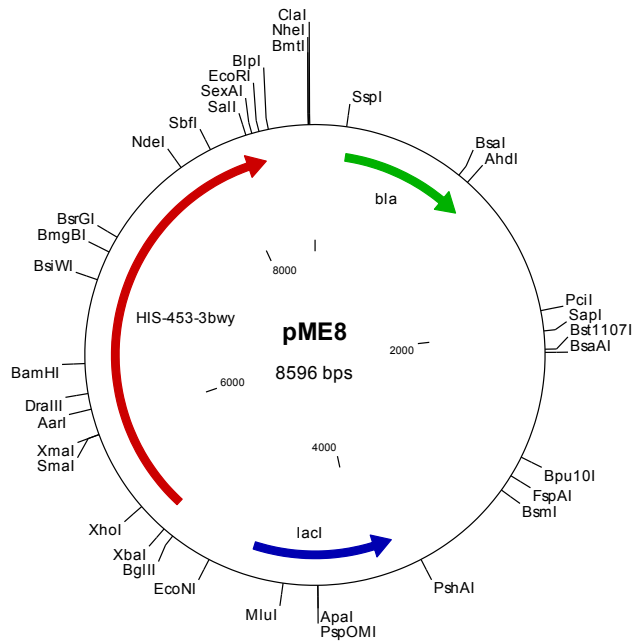 ClaI
NheI
BmtI
BlpI
EcoRI
SexAI
SalI
SbfI
NdeI
SspI
BsaI
AhdI
bla
BsrGI
BmgBI
BsiWI
8000
HIS-453-3bwy
PciI
SapI
Bst1107I
BsaAI
pME8
8596 bps
2000
BamHI
DraIII
AarI
6000
XmaI
SmaI
4000
Bpu10I
FspAI
BsmI
XhoI
XbaI
BglII
EcoNI
lacI
MluI
ApaI
PspOMI
PshAI